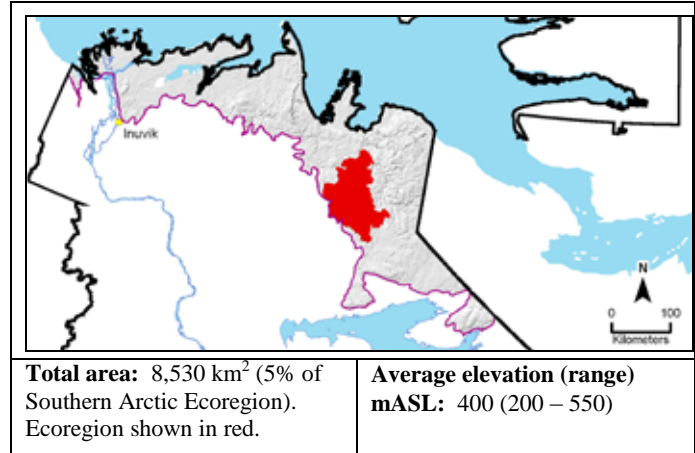 Inuvik
N
0 100
Kilometers
Total area: 8,530 km² (5% of
Southern Arctic Ecoregion).
Ecoregion shown in red.
Average elevation (range)
mASL: 400 (200 – 550)